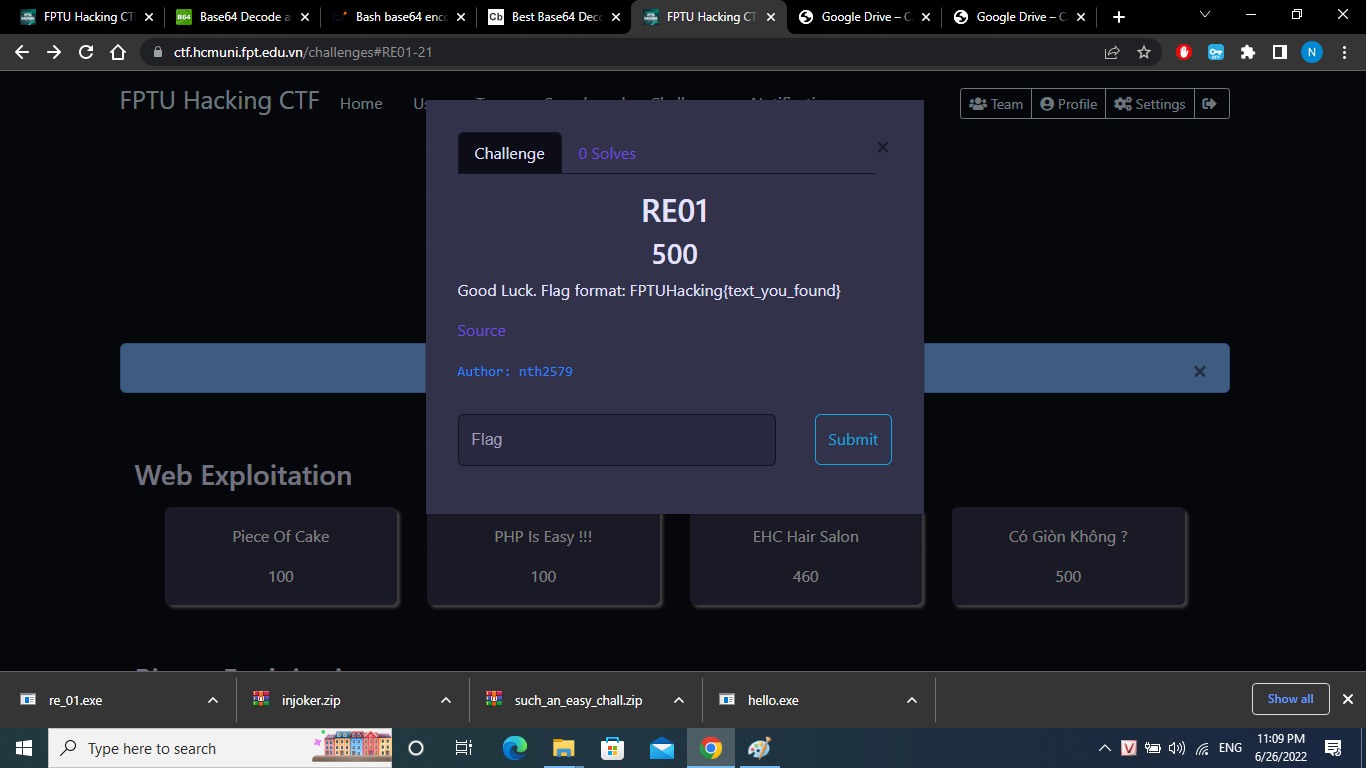 FPTU Hacking CT
Base64 Decode a
Bash base64 enc
Best Base64 Dec
FPTU Hacking CT
Google Drive – C
Google Drive – C
ctf.hcmuni.fpt.edu.vn/challenges#RE01-21
N
FPTU Hacking CTF
Home
Team
Profile
Settings
Challenge
0 Solves
×
RE01
500
Good Luck. Flag format: FPTUHacking{text_you_found}
Source
Author: nth2579
×
Flag
Submit
Web Exploitation
Piece Of Cake
PHP Is Easy !!!
EHC Hair Salon
Có Giòn Không ?
100
100
460
500
re_01.exe
injoker.zip
such_an_easy_chall.zip
hello.exe
Show all
Type here to search
ENG
11:09 PM
6/26/2022